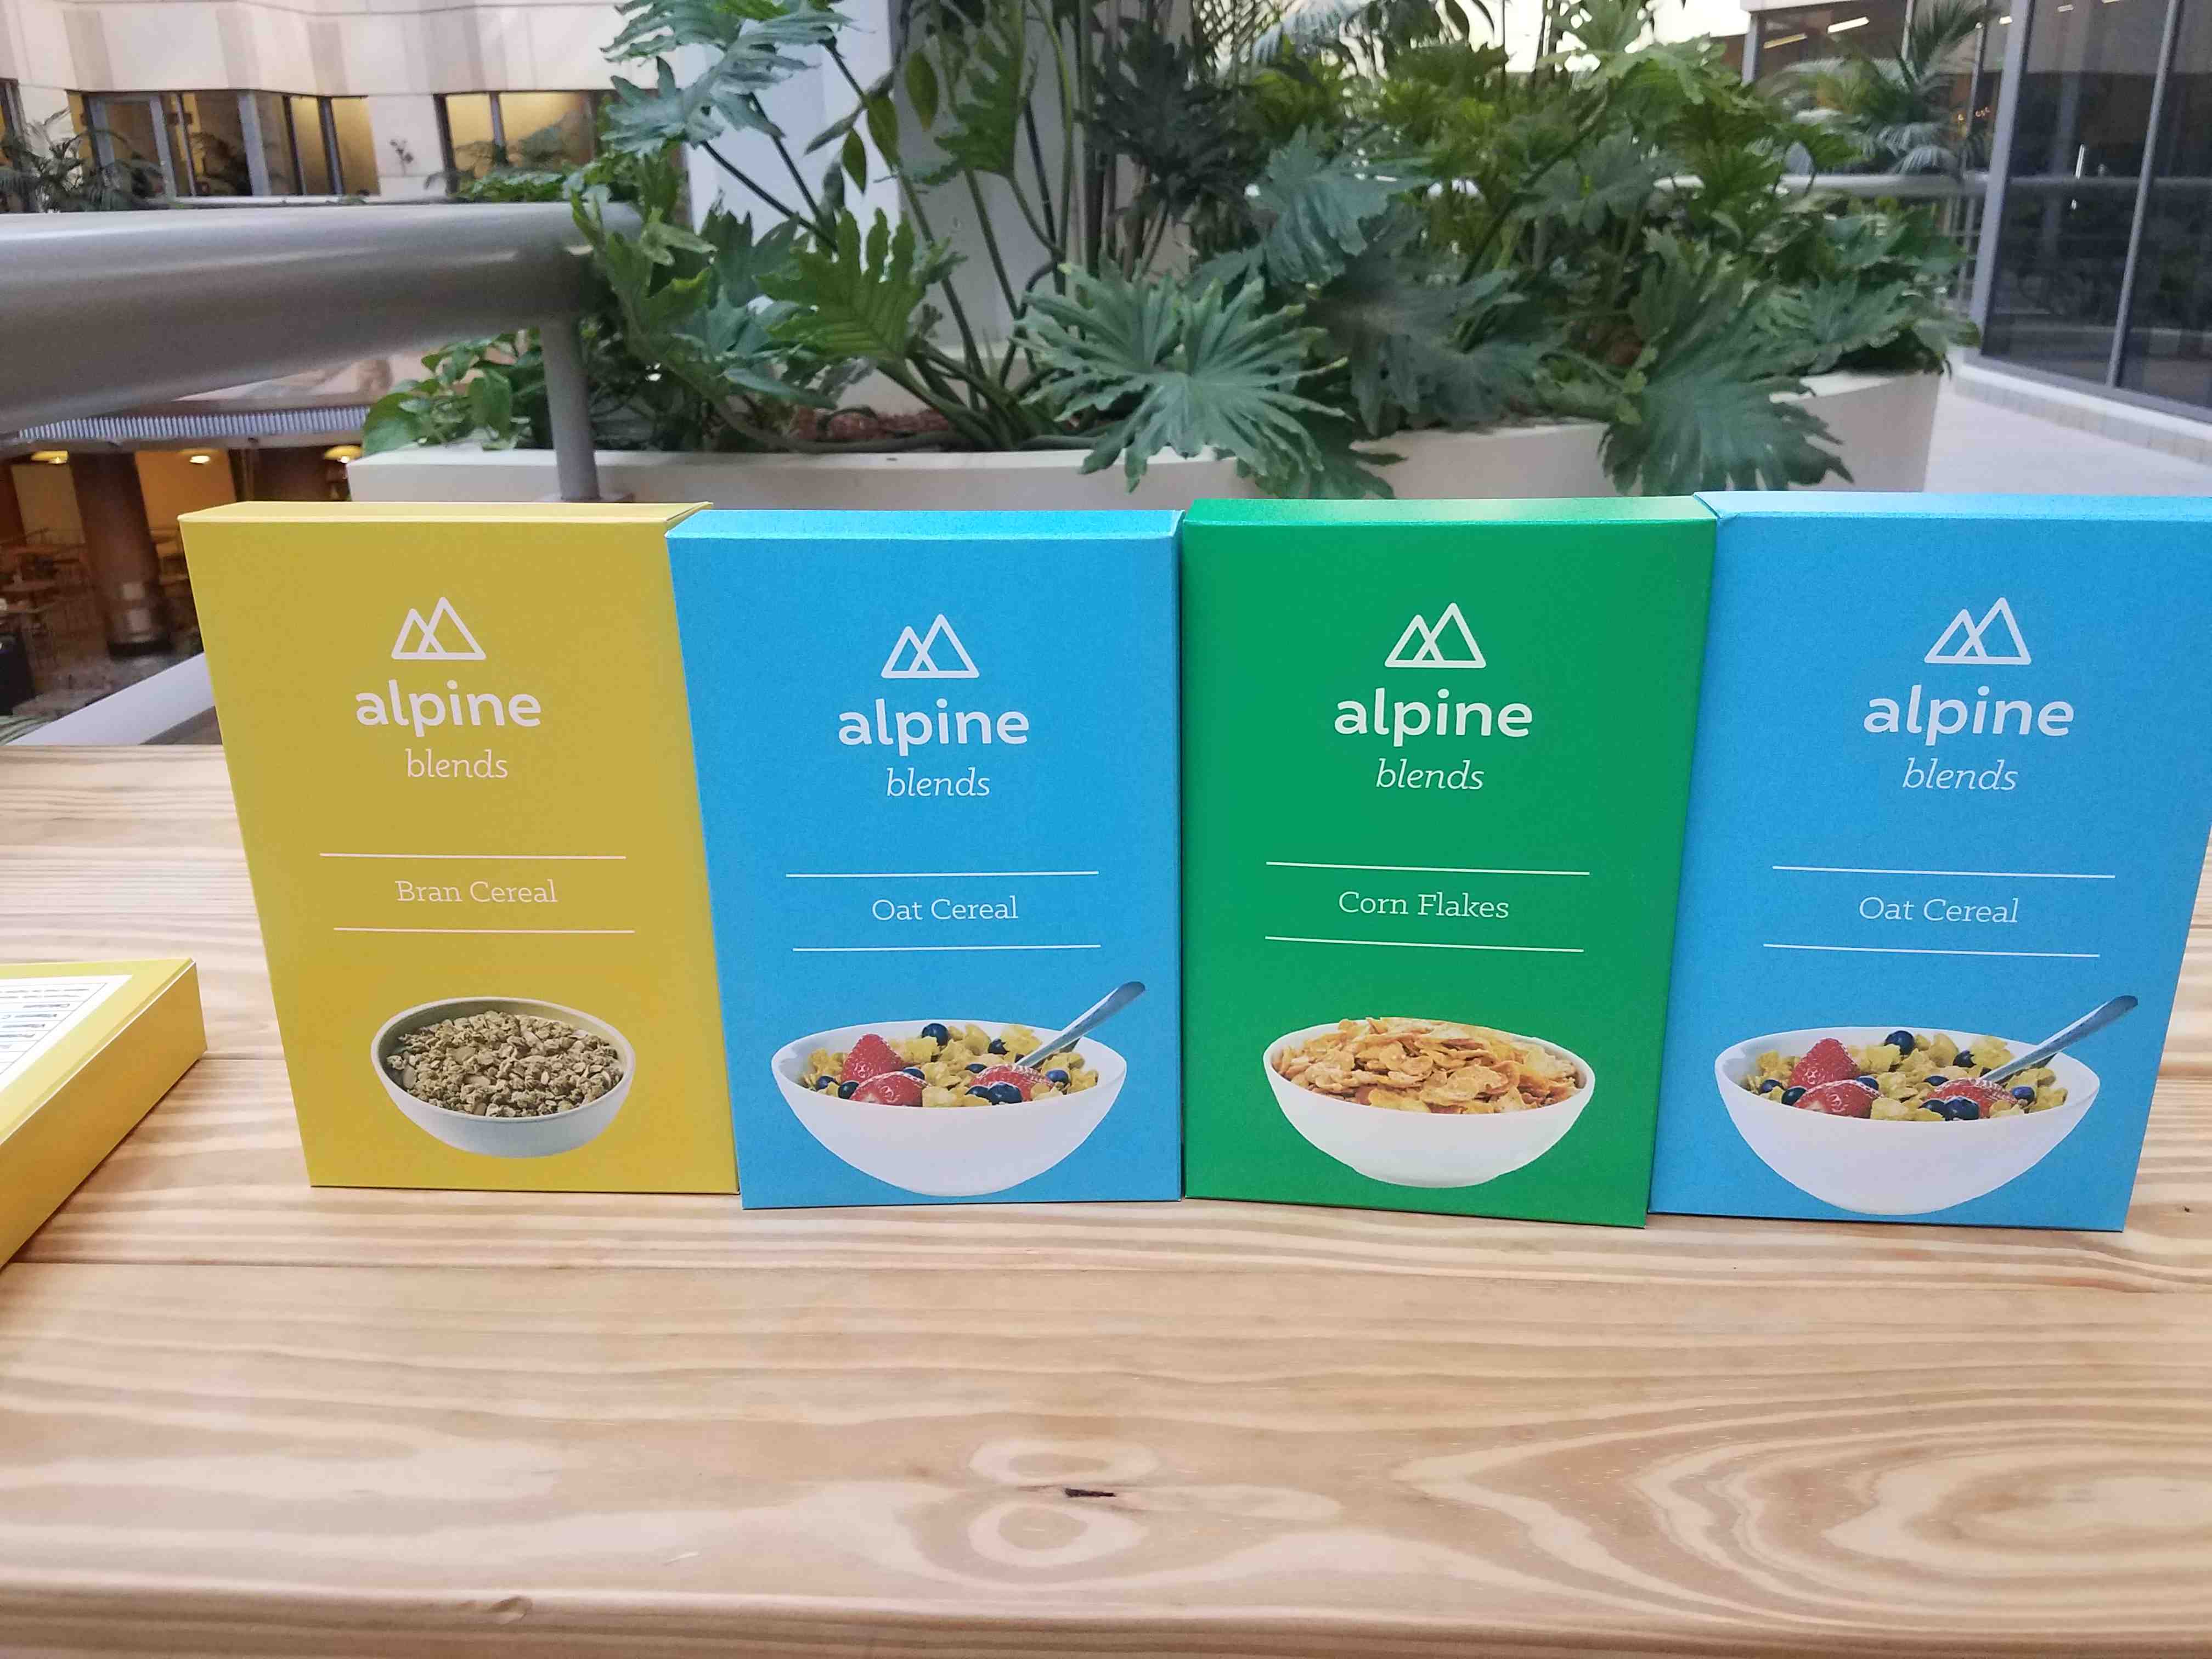 alpine
blends
Bran Cereal
alpine
blends
Oat Cereal
alpine
blends
Corn Flakes
alpine
blends
Oat Cereal